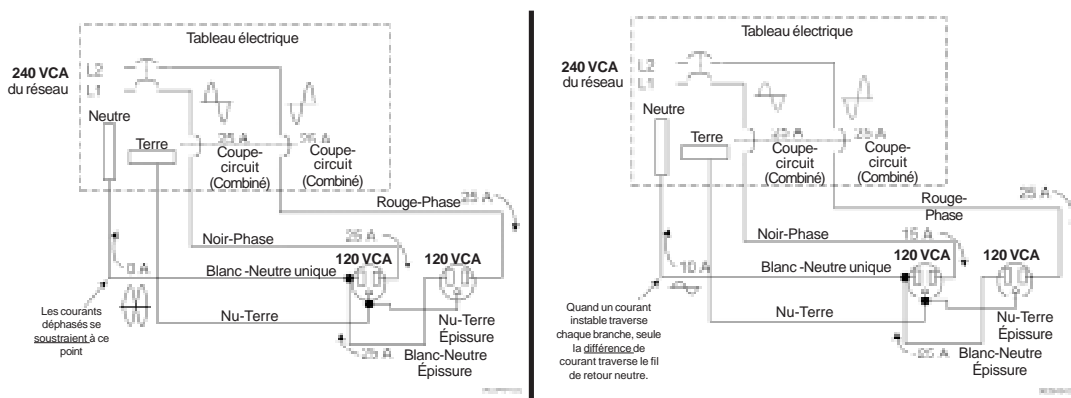 Tableau électrique
240 VCA
du réseau
L2
L1
Neutre
Terre
25 A
25 A
Coupe-
circuit
(Combiné)
Coupe-
circuit
(Combiné)
Rouge-Phase
25 A
Noir-Phase
25 A
120 VCA
120 VCA
0 A
Blanc -Neutre unique
Les courants
déphasés se
soustraient à ce
point
Nu-Terre
Nu-Terre
Épissure
25 A
Blanc-Neutre
Épissure
Tableau électrique
240 VCA
du réseau
L2
L1
Neutre
Terre
25 A
25 A
Coupe-
circuit
(Combiné)
Coupe-
circuit
(Combiné)
25 A
Rouge-
Phase
Noir-Phase
15 A
120 VCA
120 VCA
10 A
Blanc -Neutre unique
Quand un courant
instable traverse
chaque branche, seule
la différence de
courant traverse le fil
de retour neutre.
Nu-Terre
Nu-Terre
Épissure
25 A
Blanc-Neutre
Épissure